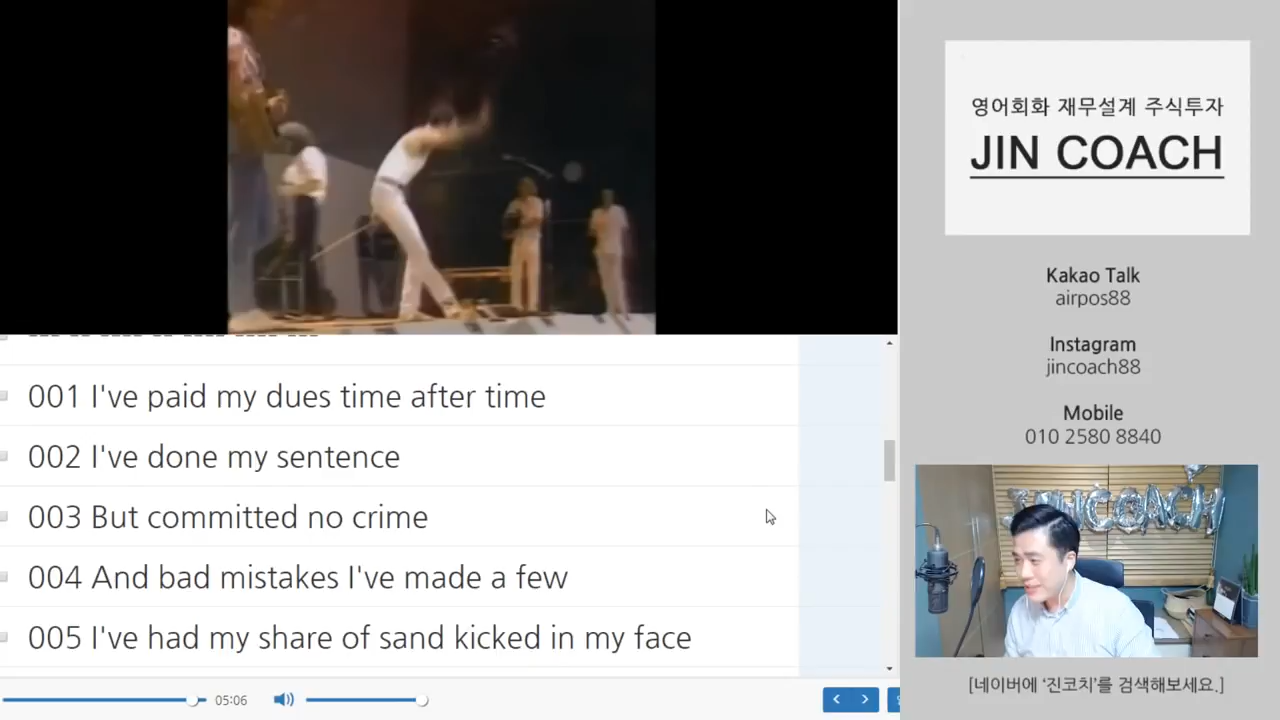 001 I've paid my dues time after time
002 I've done my sentence
003 But committed no crime
004 And bad mistakes I've made a few
005 I've had my share of sand kicked in my face
05:06
영어회화 재무설계 주식투자
JIN COACH
Kakao Talk
airpos88
Instagram
jincoach88
Mobile
010 2580 8840
JINCOACH
[네이버에 '진코치'를 검색해보세요.]